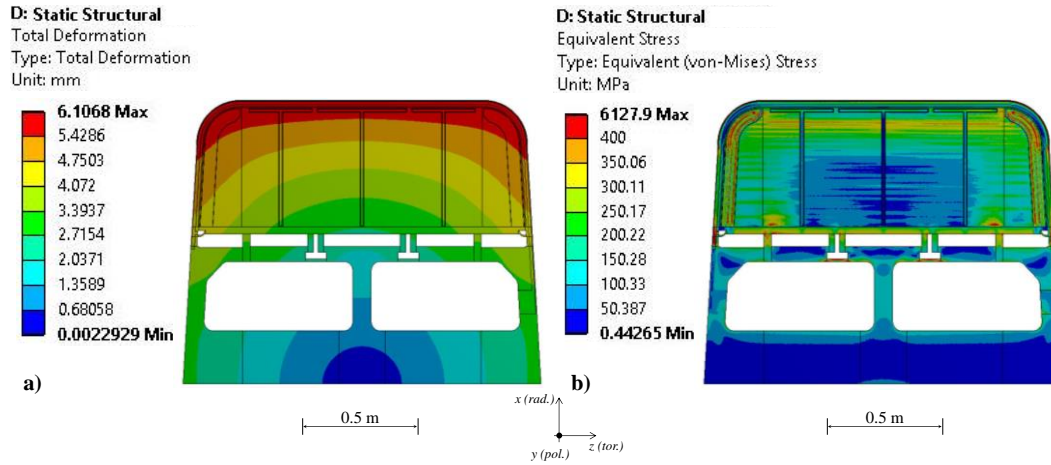 D: Static Structural
Total Deformation
Type: Total Deformation
Unit: mm
6.1068 Max
5.4286
4.7503
4.072
3.3937
2.7154
2.0371
1.3589
0.68058
0.0022929 Min
a)
0.5 m
D: Static Structural
Equivalent Stress
Type: Equivalent (von-Mises) Stress
Unit: MPa
6127.9 Max
400
350.06
300.11
250.17
200.22
150.28
100.33
50.387
0.44265 Min
b)
0.5 m
x (rad.)
z (tor.)
y (pol.)